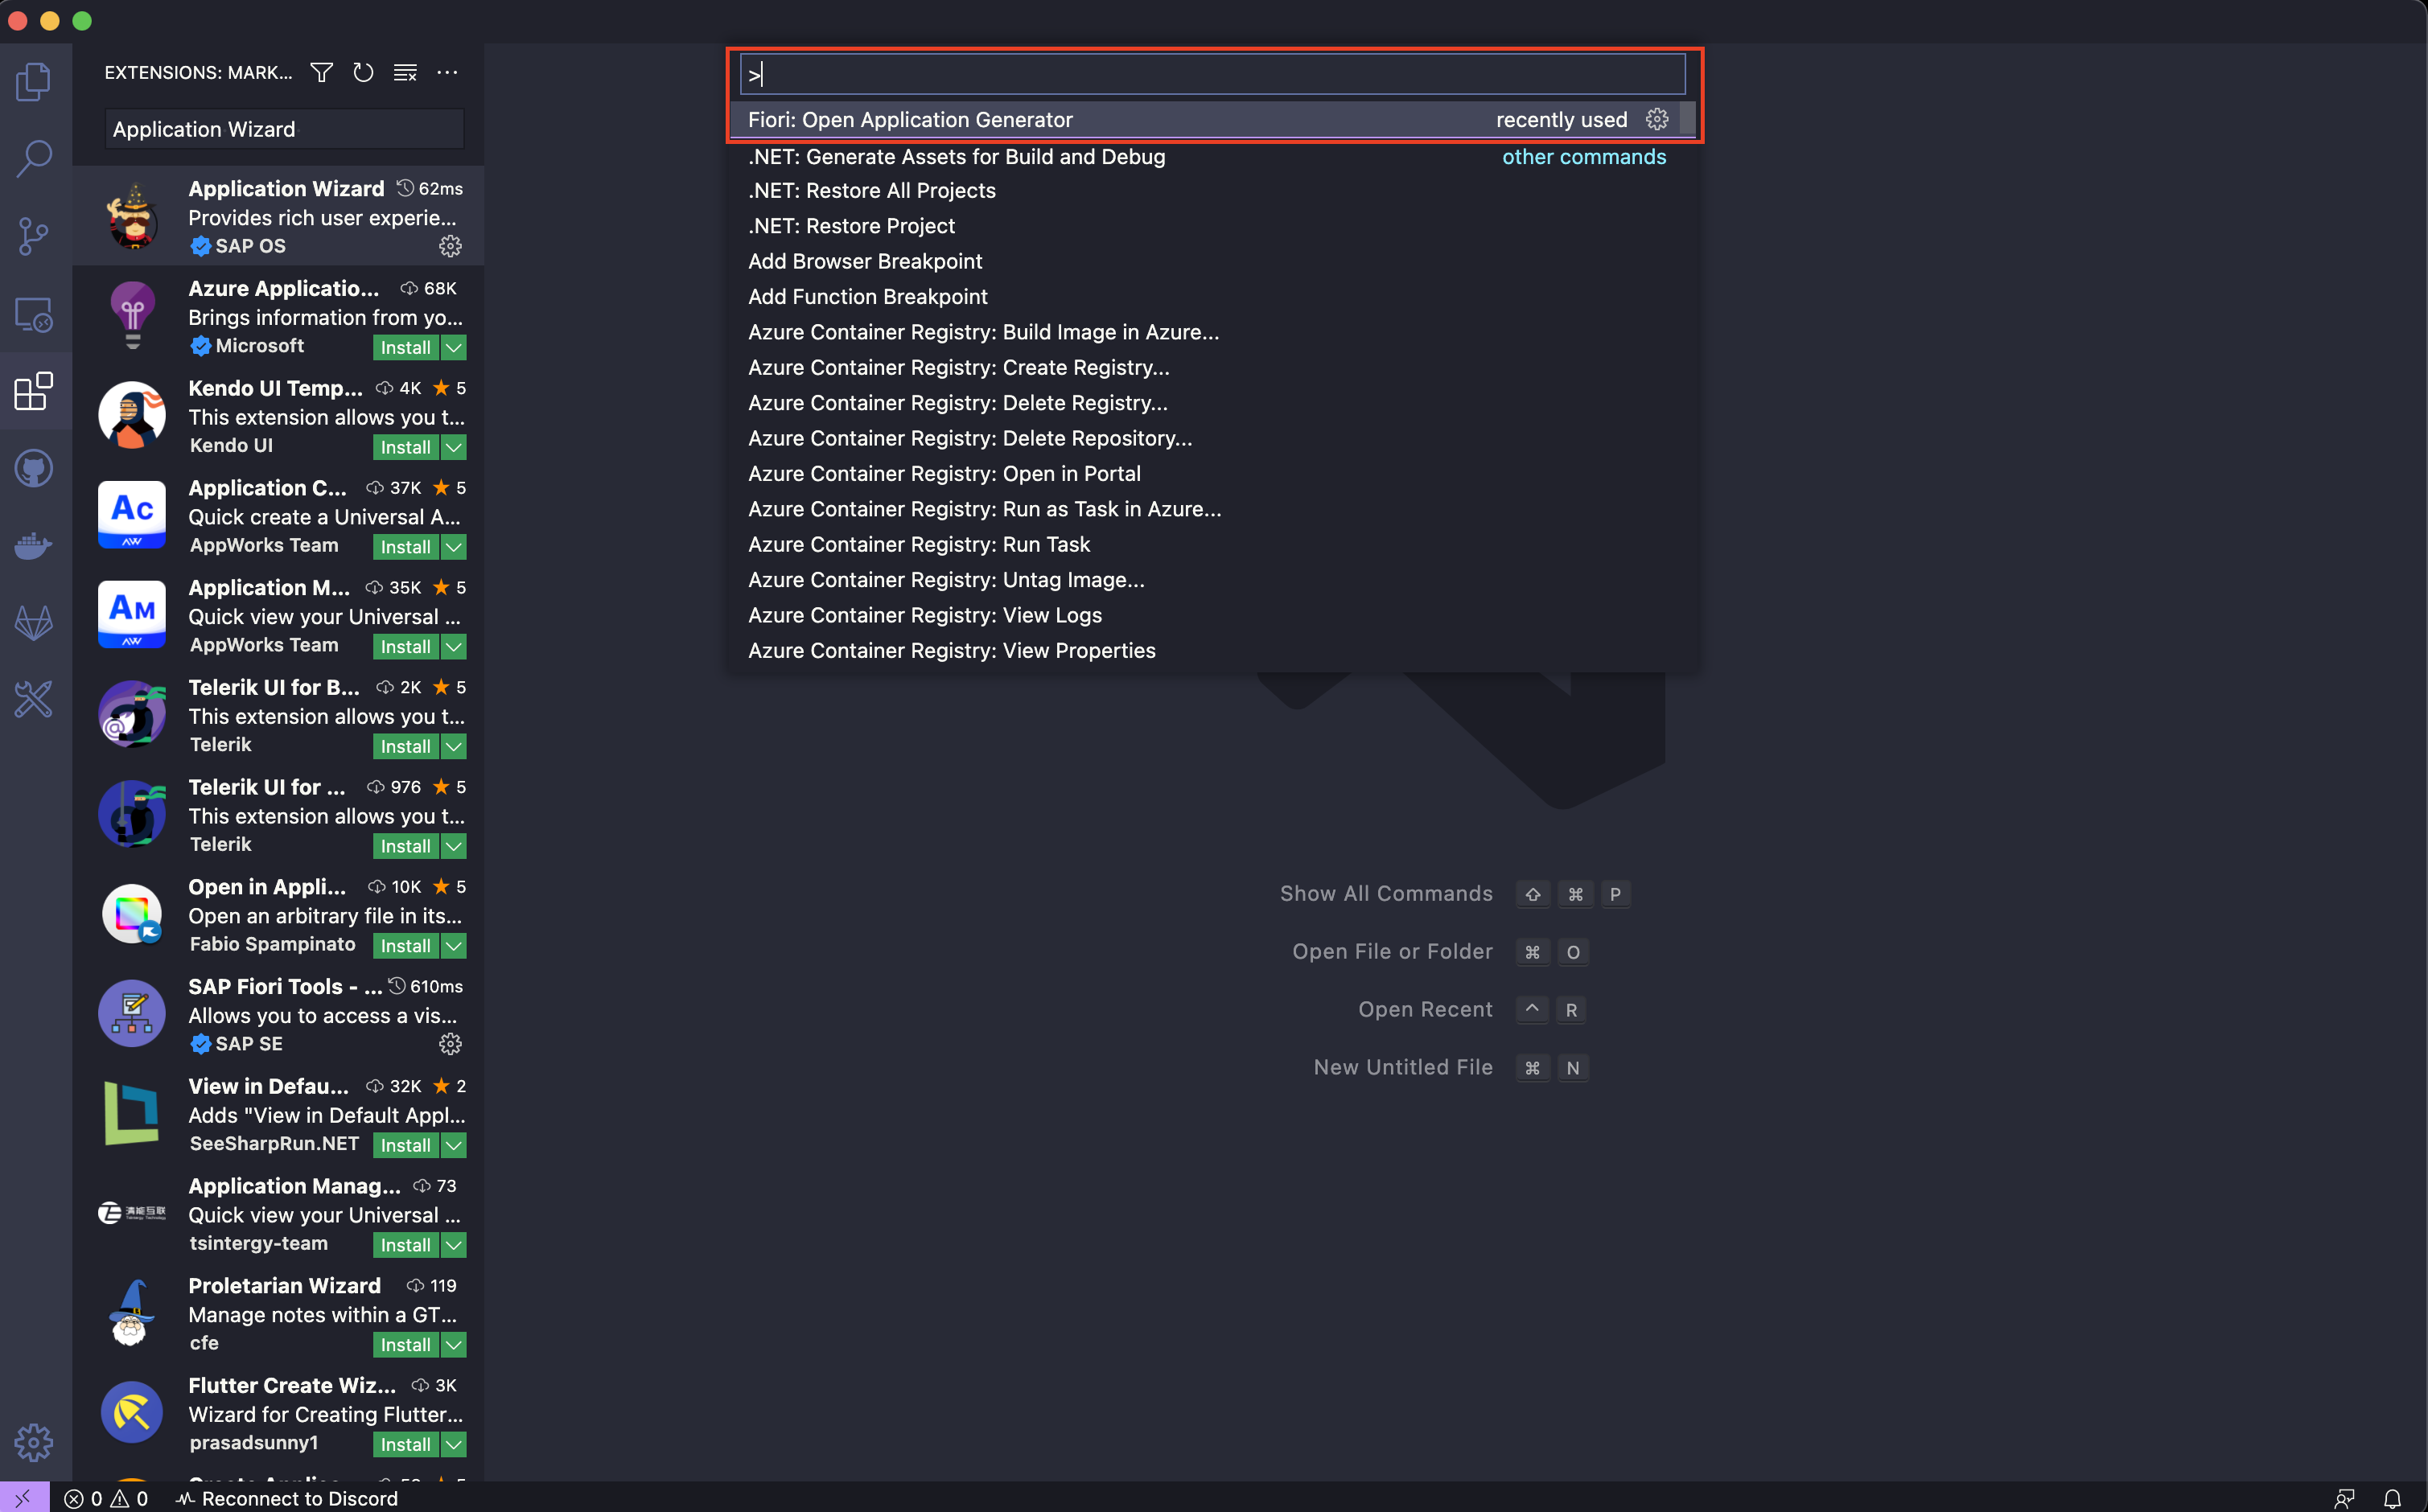 EXTENSIONS: MARK...
Application Wizard
Application Wizard 62ms
Provides rich user experie...
SAP OS
Azure Applicatio... 68K
Brings information from yo...
Microsoft Install
Kendo UI Temp... 4K 5
This extension allows you t...
Kendo UI Install
Ac
AW
Application C... 37K 5
Quick create a Universal A...
AppWorks Team Install
AM
AW
Application M... 35K 5
Quick view your Universal ...
AppWorks Team Install
Telerik UI for B... 2K 5
This extension allows you t...
Telerik Install
Telerik UI for ... 976 5
This extension allows you t...
Telerik Install
Open in Appli... 10K 5
Open an arbitrary file in its...
Fabio Spampinato Install
SAP Fiori Tools - ... 610ms
Allows you to access a vis...
SAP SE
View in Defau... 32K 2
Adds "View in Default Appl...
SeeSharpRun.NET Install
Application Manag... 73
Quick view your Universal ...
tsintergy-team Install
清能互联
Proletarian Wizard 119
Manage notes within a GT...
cfe Install
Flutter Create Wiz... 3K
Wizard for Creating Flutter...
prasadsunny1 Install
>
Fiori: Open Application Generator recently used
.NET: Generate Assets for Build and Debug other commands
.NET: Restore All Projects
.NET: Restore Project
Add Browser Breakpoint
Add Function Breakpoint
Azure Container Registry: Build Image in Azure...
Azure Container Registry: Create Registry...
Azure Container Registry: Delete Registry...
Azure Container Registry: Delete Repository...
Azure Container Registry: Open in Portal
Azure Container Registry: Run as Task in Azure...
Azure Container Registry: Run Task
Azure Container Registry: Untag Image...
Azure Container Registry: View Logs
Azure Container Registry: View Properties
Show All Commands ⇧ ⌘ P
Open File or Folder ⌘ O
Open Recent ^ R
New Untitled File ⌘ N
0 0 Reconnect to Discord